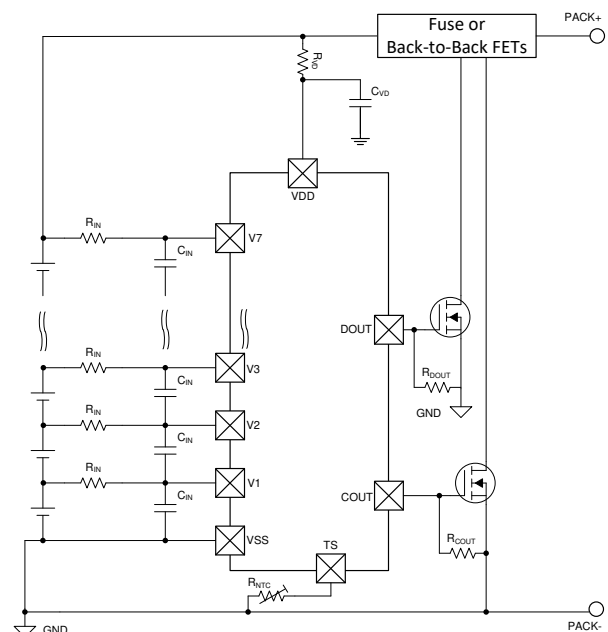 Fuse or
Back-to-Back FETs
PACK+
RVD
CVD
VDD
RIN
CIN
V7
DOUT
RDOUT
GND
RIN
CIN
V3
RIN
CIN
V2
RIN
CIN
V1
COUT
RCOUT
VSS
TS
RNTC
GND
PACK-